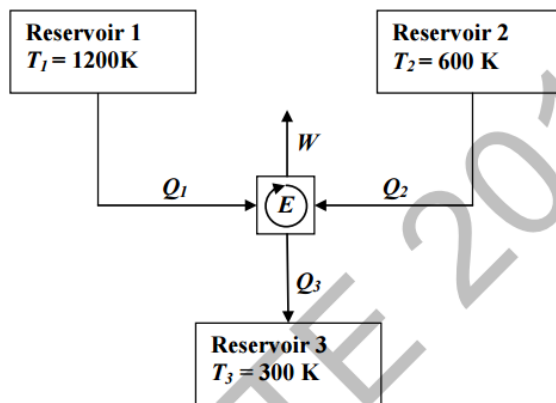 Reservoir 1
T1 = 1200K
Reservoir 2
T2 = 600 K
W
Q1
E
Q2
Q3
Reservoir 3
T3 = 300 K